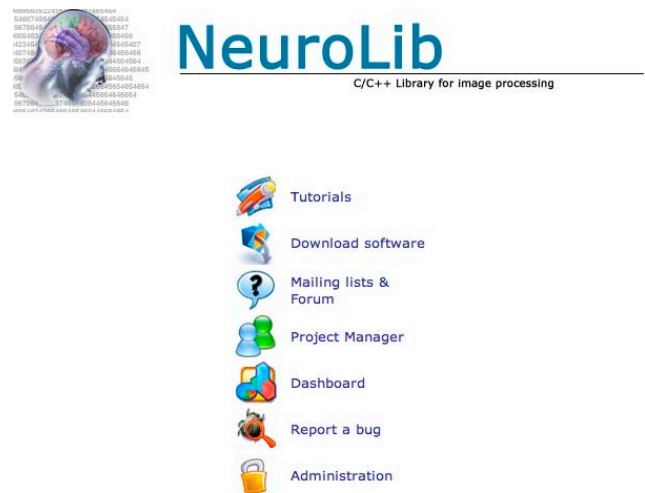 NeuroLib
C/C++ Library for image processing
Tutorials
Download software
Mailing lists &
Forum
Project Manager
Dashboard
Report a bug
Administration